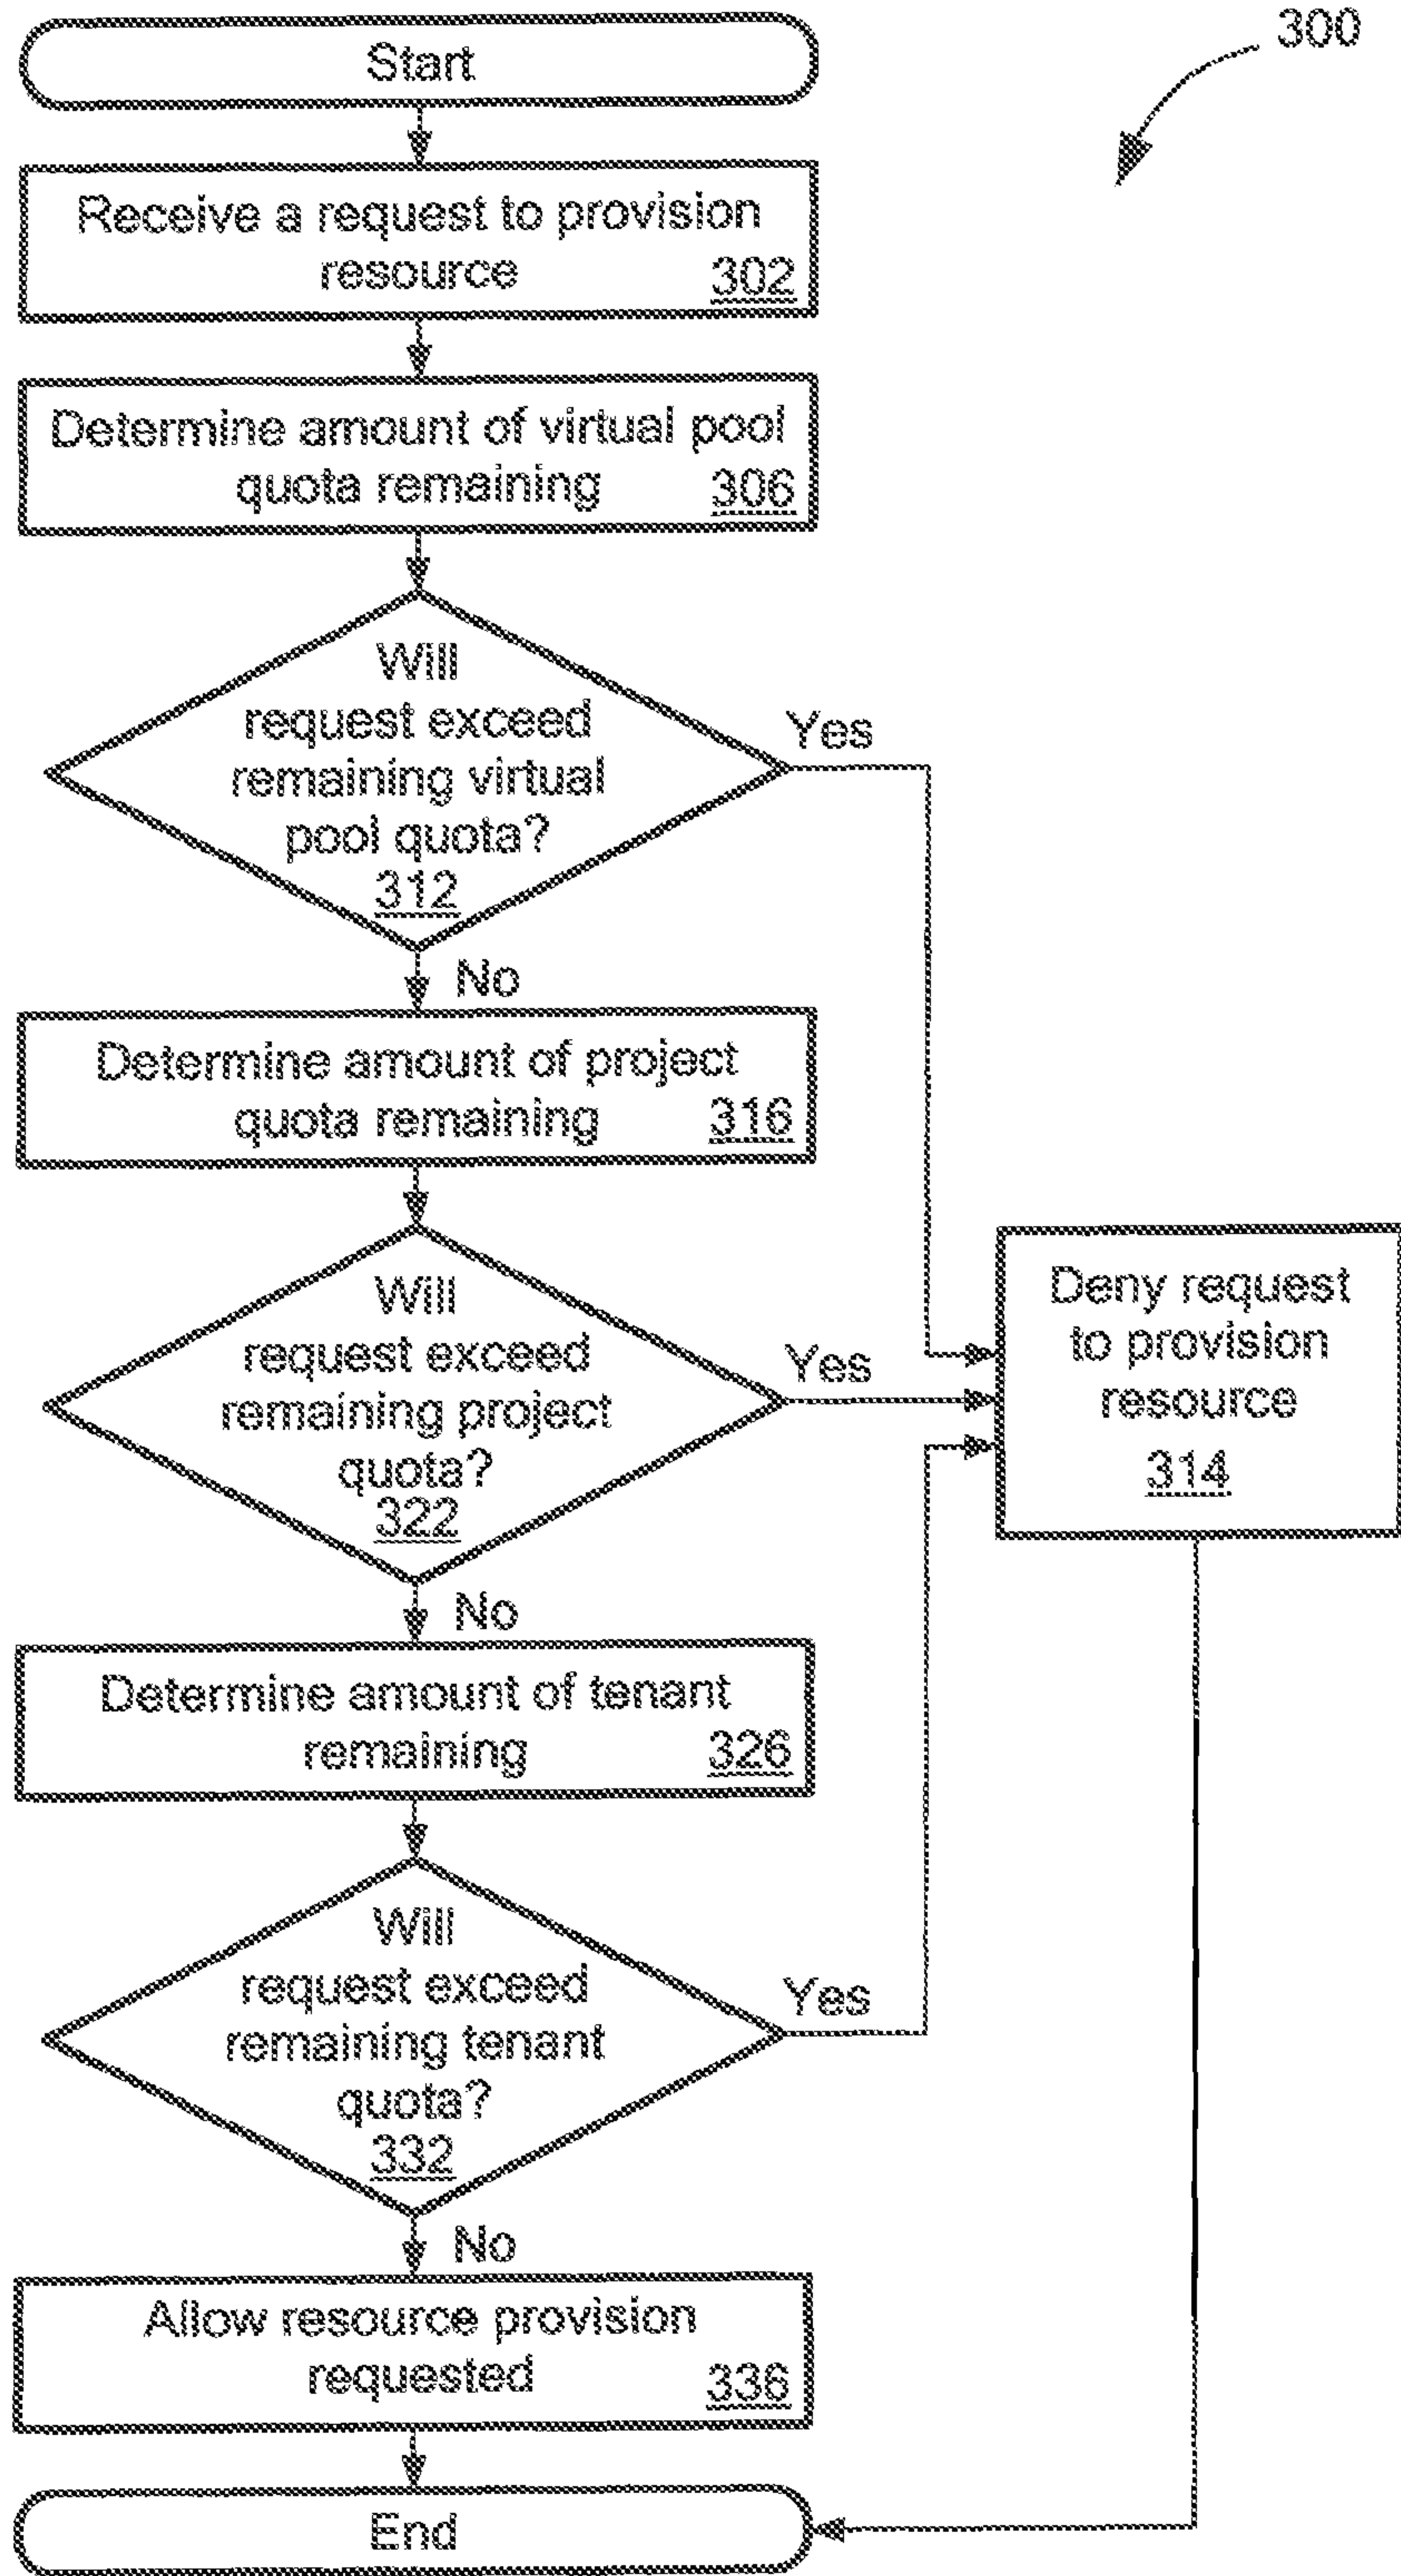 300
Start
Receive a request to provision
resource 302
Determine amount of virtual pool
quota remaining 306
Will
request exceed
remaining virtual
pool quota?
312
Yes
No
Determine amount of project
quota remaining 316
Will
request exceed
remaining project
quota?
322
Yes
Deny request
to provision
resource
314
No
Determine amount of tenant
remaining 326
Will
request exceed
remaining tenant
quota?
332
Yes
No
Allow resource provision
requested 336
End